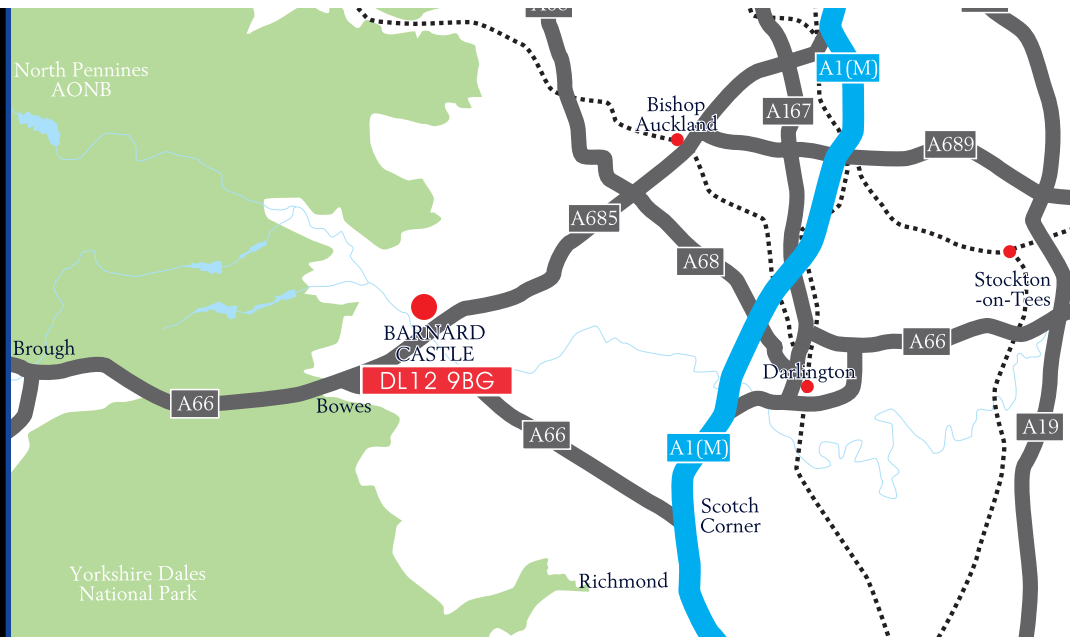 A1(M)
North Pennines
AONB
Bishop
Auckland
A167
A689
A685
A68
Stockton
-on-Tees
BARNARD
CASTLE
DL12 9BG
Brough
A66
Darlington
A66
Bowes
A66
A1(M)
A19
Scotch
Corner
Yorkshire Dales
National Park
Richmond